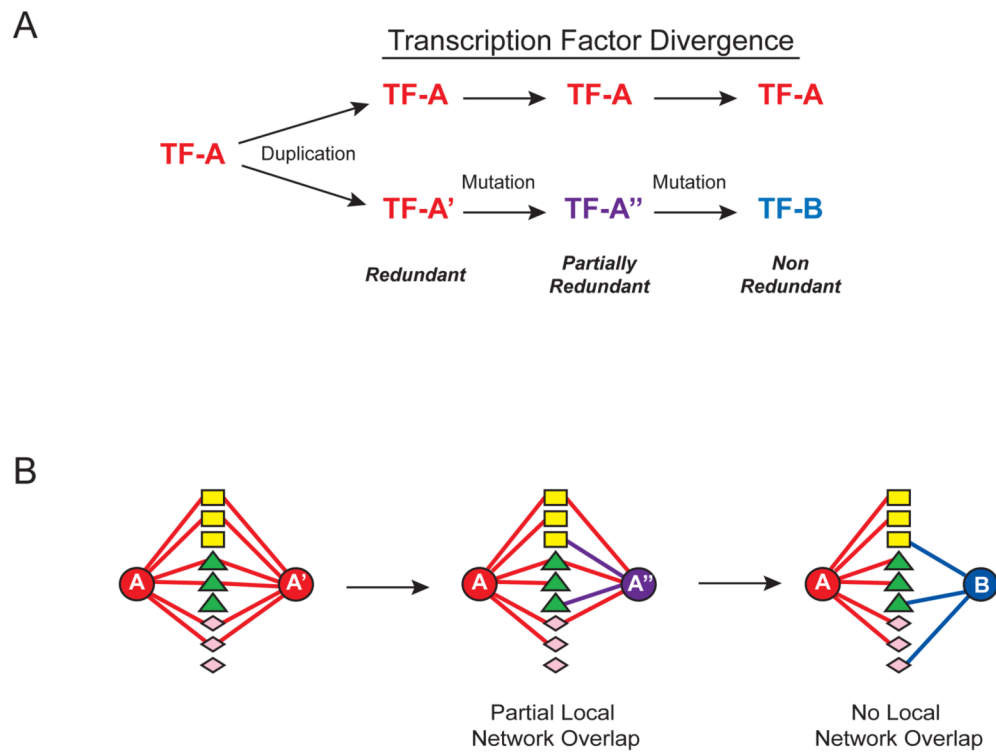 A
Transcription Factor Divergence
TF-A TF-A TF-A
TF-A Duplication
Mutation Mutation
TF-A' TF-A" TF-B
Redundant Partially Redundant Non Redundant
B
A A' A A" A B
Partial Local No Local
Network Overlap Network Overlap